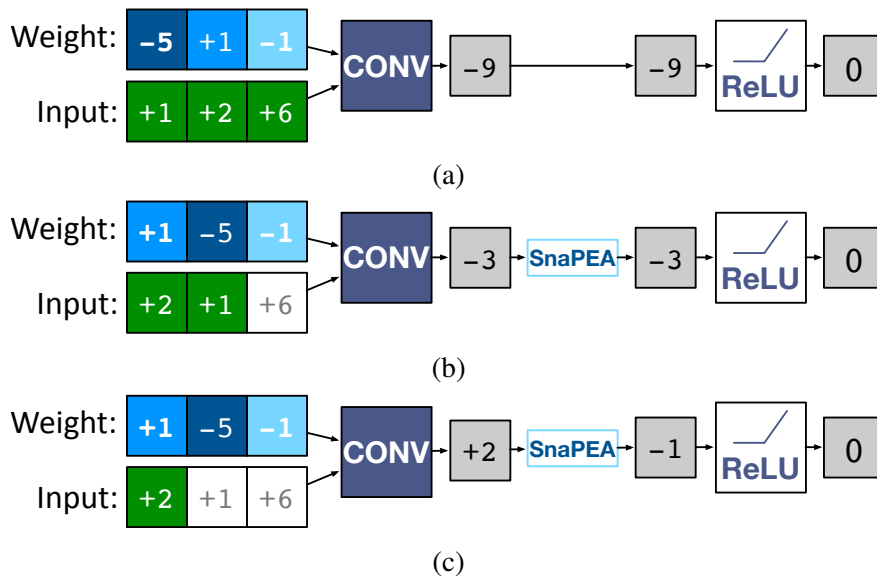 Weight: −5 +1 −1
CONV −9 −9 ReLU 0
Input: +1 +2 +6
(a)
Weight: +1 −5 −1
CONV −3 SnaPEA −3 ReLU 0
Input: +2 +1 +6
(b)
Weight: +1 −5 −1
CONV +2 SnaPEA −1 ReLU 0
Input: +2 +1 +6
(c)